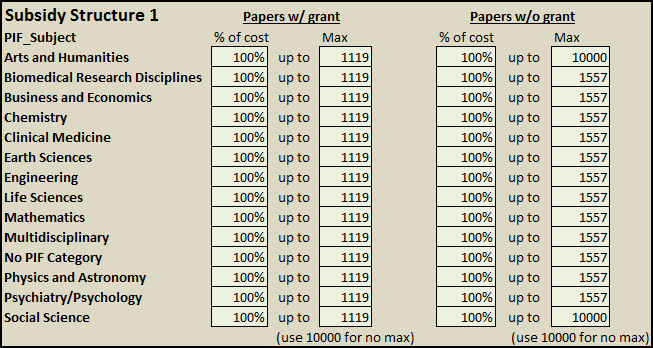 Subsidy Structure 1 Papers w/ grant Papers w/o grant
PIF_Subject % of cost Max % of cost Max
Arts and Humanities 100% up to 1119 100% up to 10000
Biomedical Research Disciplines 100% up to 1119 100% up to 1557
Business and Economics 100% up to 1119 100% up to 1557
Chemistry 100% up to 1119 100% up to 1557
Clinical Medicine 100% up to 1119 100% up to 1557
Earth Sciences 100% up to 1119 100% up to 1557
Engineering 100% up to 1119 100% up to 1557
Life Sciences 100% up to 1119 100% up to 1557
Mathematics 100% up to 1119 100% up to 1557
Multidisciplinary 100% up to 1119 100% up to 1557
No PIF Category 100% up to 1119 100% up to 1557
Physics and Astronomy 100% up to 1119 100% up to 1557
Psychiatry/Psychology 100% up to 1119 100% up to 1557
Social Science 100% up to 1119 100% up to 10000
(use 10000 for no max) (use 10000 for no max)